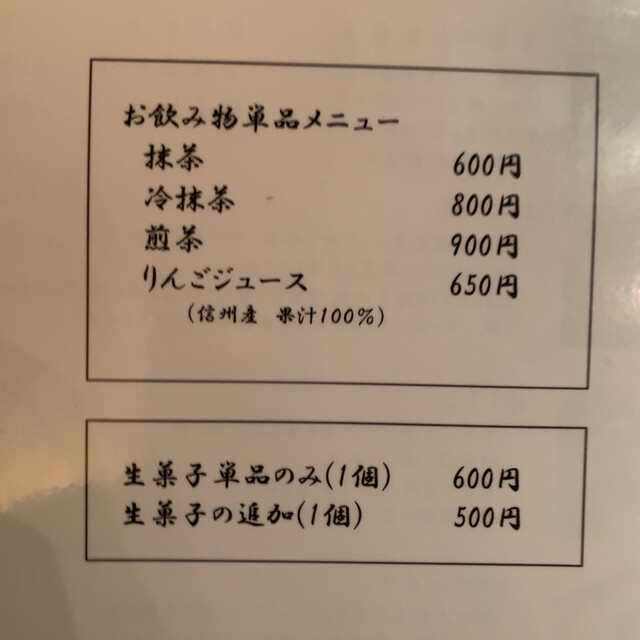 お飲み物単品メニュー
抹茶 600円
冷抹茶 800円
煎茶 900円
りんごジュース 650円
(信州産 果汁100%)
生菓子単品のみ(1個) 600円
生菓子の追加(1個) 500円